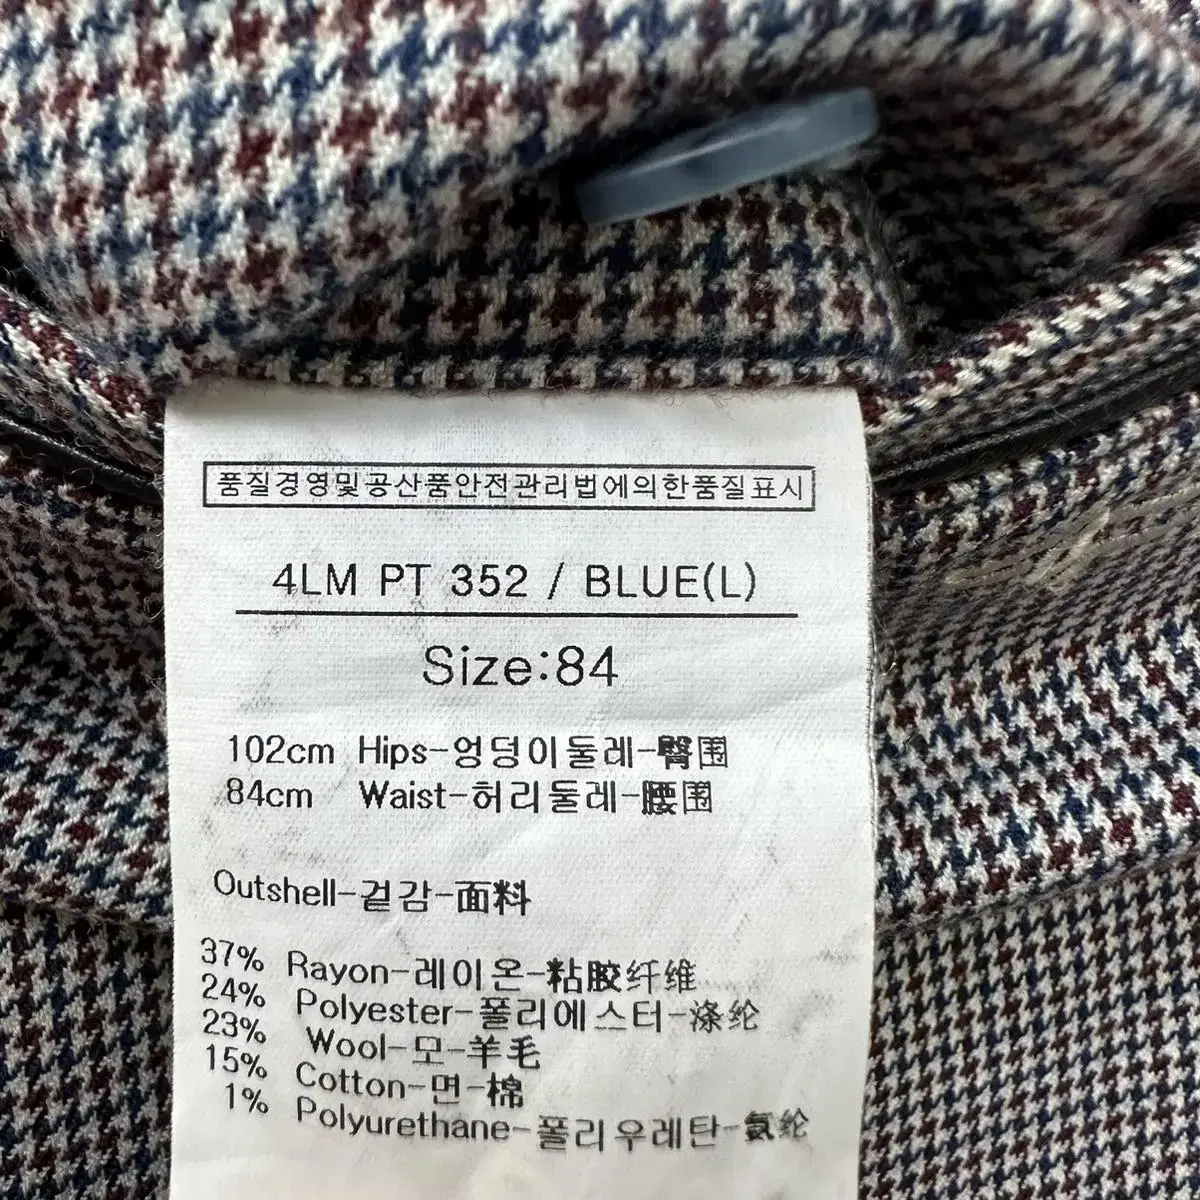 품질경영및공산품안전관리법에의한품질표시
4LM PT 352 / BLUE(L)
Size:84
102cm Hips-엉덩이둘레-臀围
84cm Waist-허리둘레-腰围
Outshell-겉감-面料
37% Rayon-레이온-粘胶纤维
24% Polyester-폴리에스터-涤纶
23% Wool-모-羊毛
15% Cotton-면-棉
1% Polyurethane-폴리우레탄-氨纶